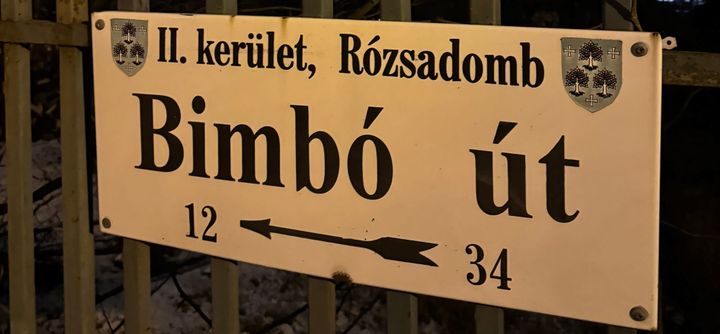 II. kerület, Rózsadomb
Bimbó út
12 34